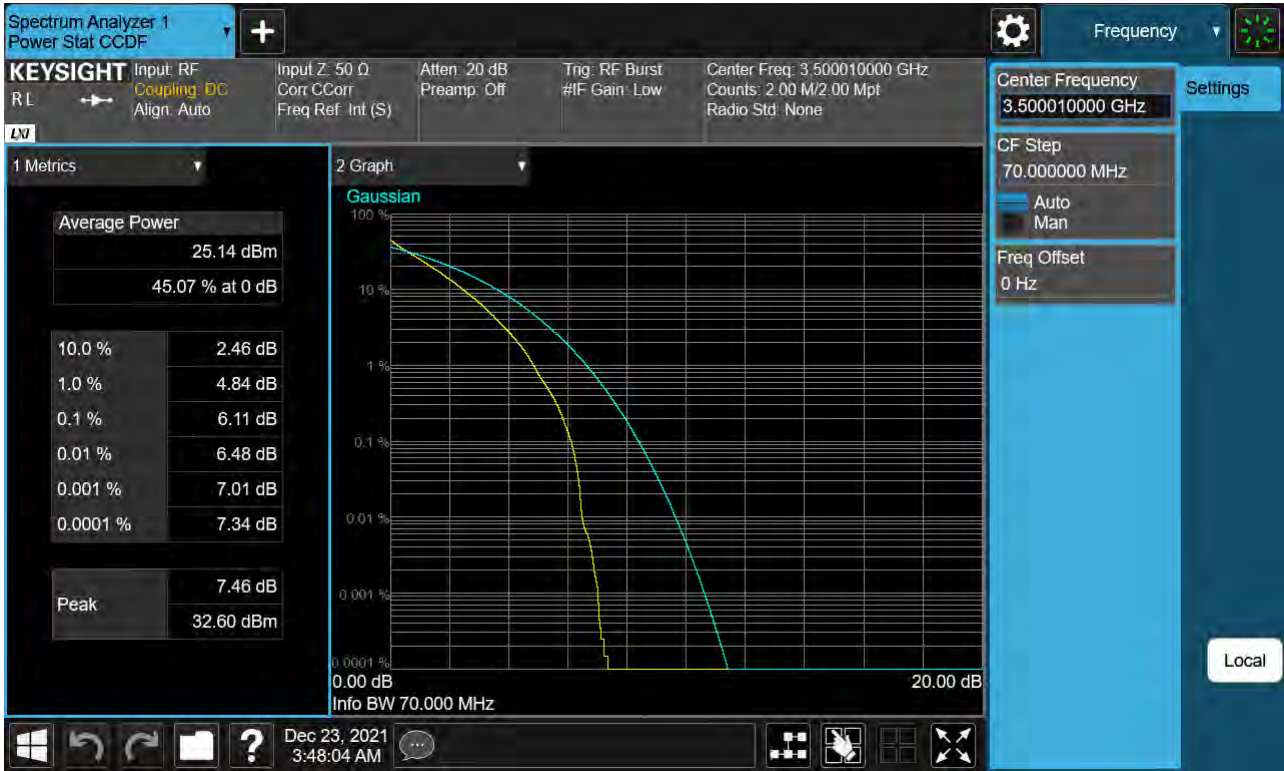 Spectrum Analyzer 1
Power Stat CCDF
Frequency
KEYSIGHT
RL
LXI
Input: RF
Coupling: DC
Align: Auto
Input Z: 50 Ω
Corr CCorr
Freq Ref: Int (S)
Atten: 20 dB
Preamp: Off
Trig: RF Burst
#IF Gain: Low
Center Freq: 3.500010000 GHz
Counts: 2.00 M/2.00 Mpt
Radio Std: None
Center Frequency
3.500010000 GHz
Settings
CF Step
70.000000 MHz
Auto
Man
Freq Offset
0 Hz
Local
1 Metrics
Average Power
25.14 dBm
45.07 % at 0 dB
10.0 % 2.46 dB
1.0 % 4.84 dB
0.1 % 6.11 dB
0.01 % 6.48 dB
0.001 % 7.01 dB
0.0001 % 7.34 dB
Peak
7.46 dB
32.60 dBm
2 Graph
Gaussian
100 %
10 %
1 %
0.1 %
0.01 %
0.001 %
0.0001 %
0.00 dB 20.00 dB
Info BW 70.000 MHz
?
Dec 23, 2021
3:48:04 AM